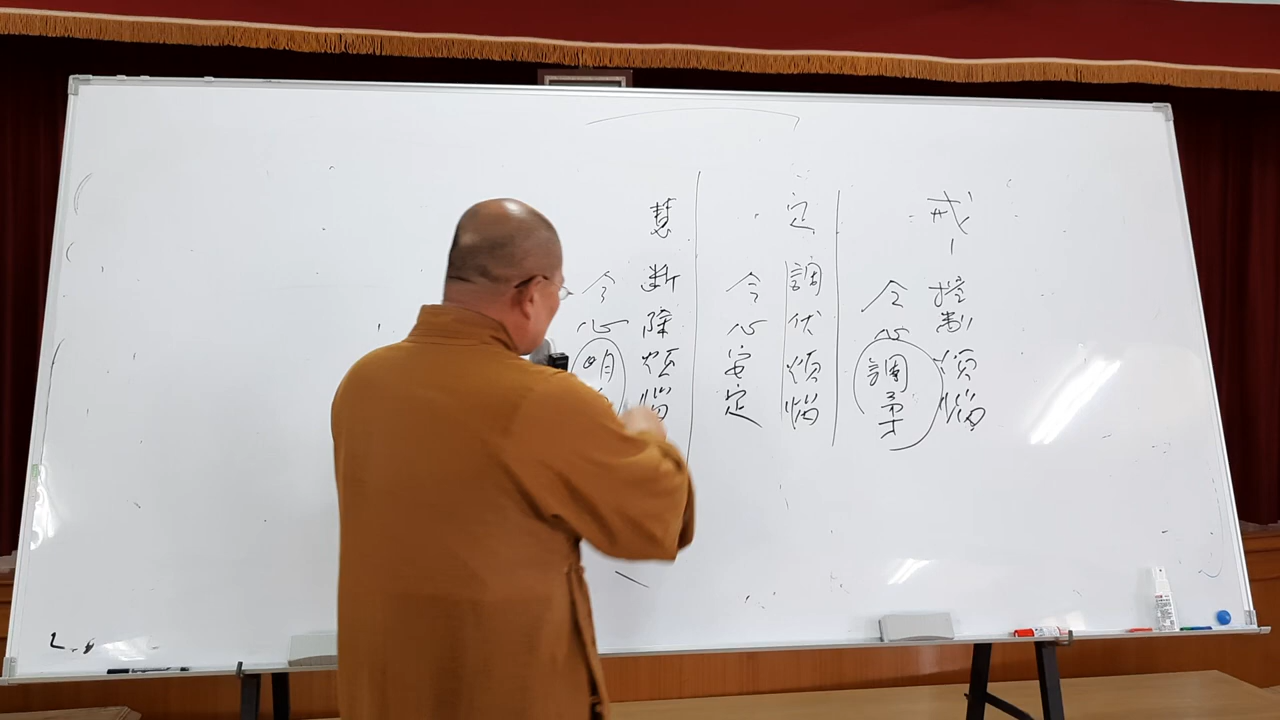 戒 - 控制煩惱
令心調柔
定調伏煩惱
令心安定
慧斷除煩惱
令心明